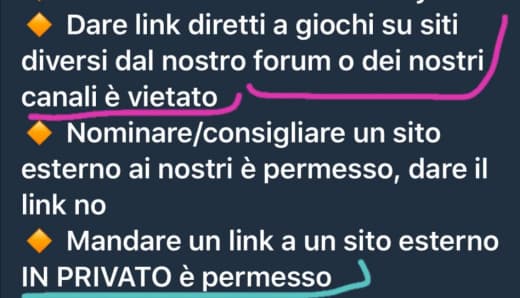 🔶 Dare link diretti a giochi su siti
diversi dal nostro forum o dei nostri
canali è vietato
🔶 Nominare/consigliare un sito
esterno ai nostri è permesso, dare il
link no
🔶 Mandare un link a un sito esterno
IN PRIVATO è permesso